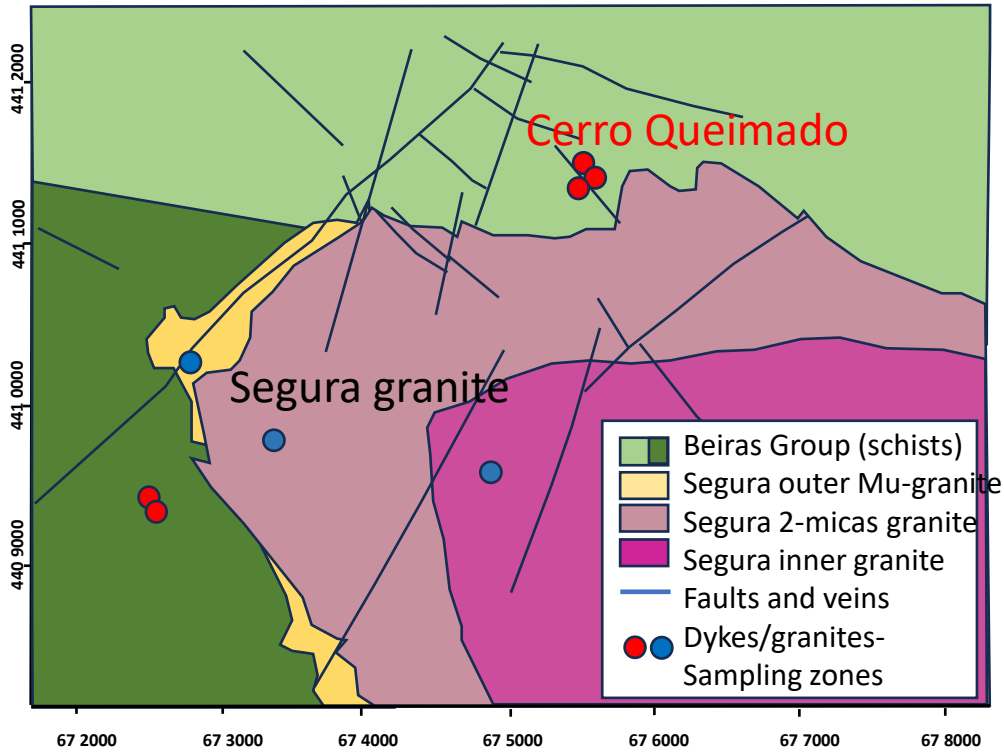 441 2000
Cerro Queimado
441 1000
441 0000
Segura granite
440 9000
Beiras Group (schists)
Segura outer Mu-granite
Segura 2-micas granite
Segura inner granite
Faults and veins
Dykes/granites-
Sampling zones
67 2000
67 3000
67 4000
67 5000
67 6000
67 7000
67 8000